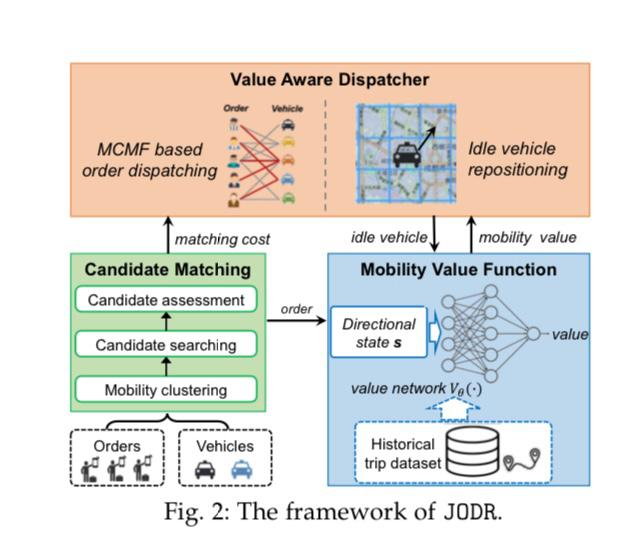 Value Aware Dispatcher
Order Vehicle
MCMF based
order dispatching
Idle vehicle
repositioning
matching cost
idle vehicle
mobility value
Candidate Matching
Candidate assessment
Candidate searching
Mobility clustering
order
Mobility Value Function
Directional
state s
value
value network Vθ(·)
Historical
trip dataset
Orders
Vehicles
Fig. 2: The framework of JODR.